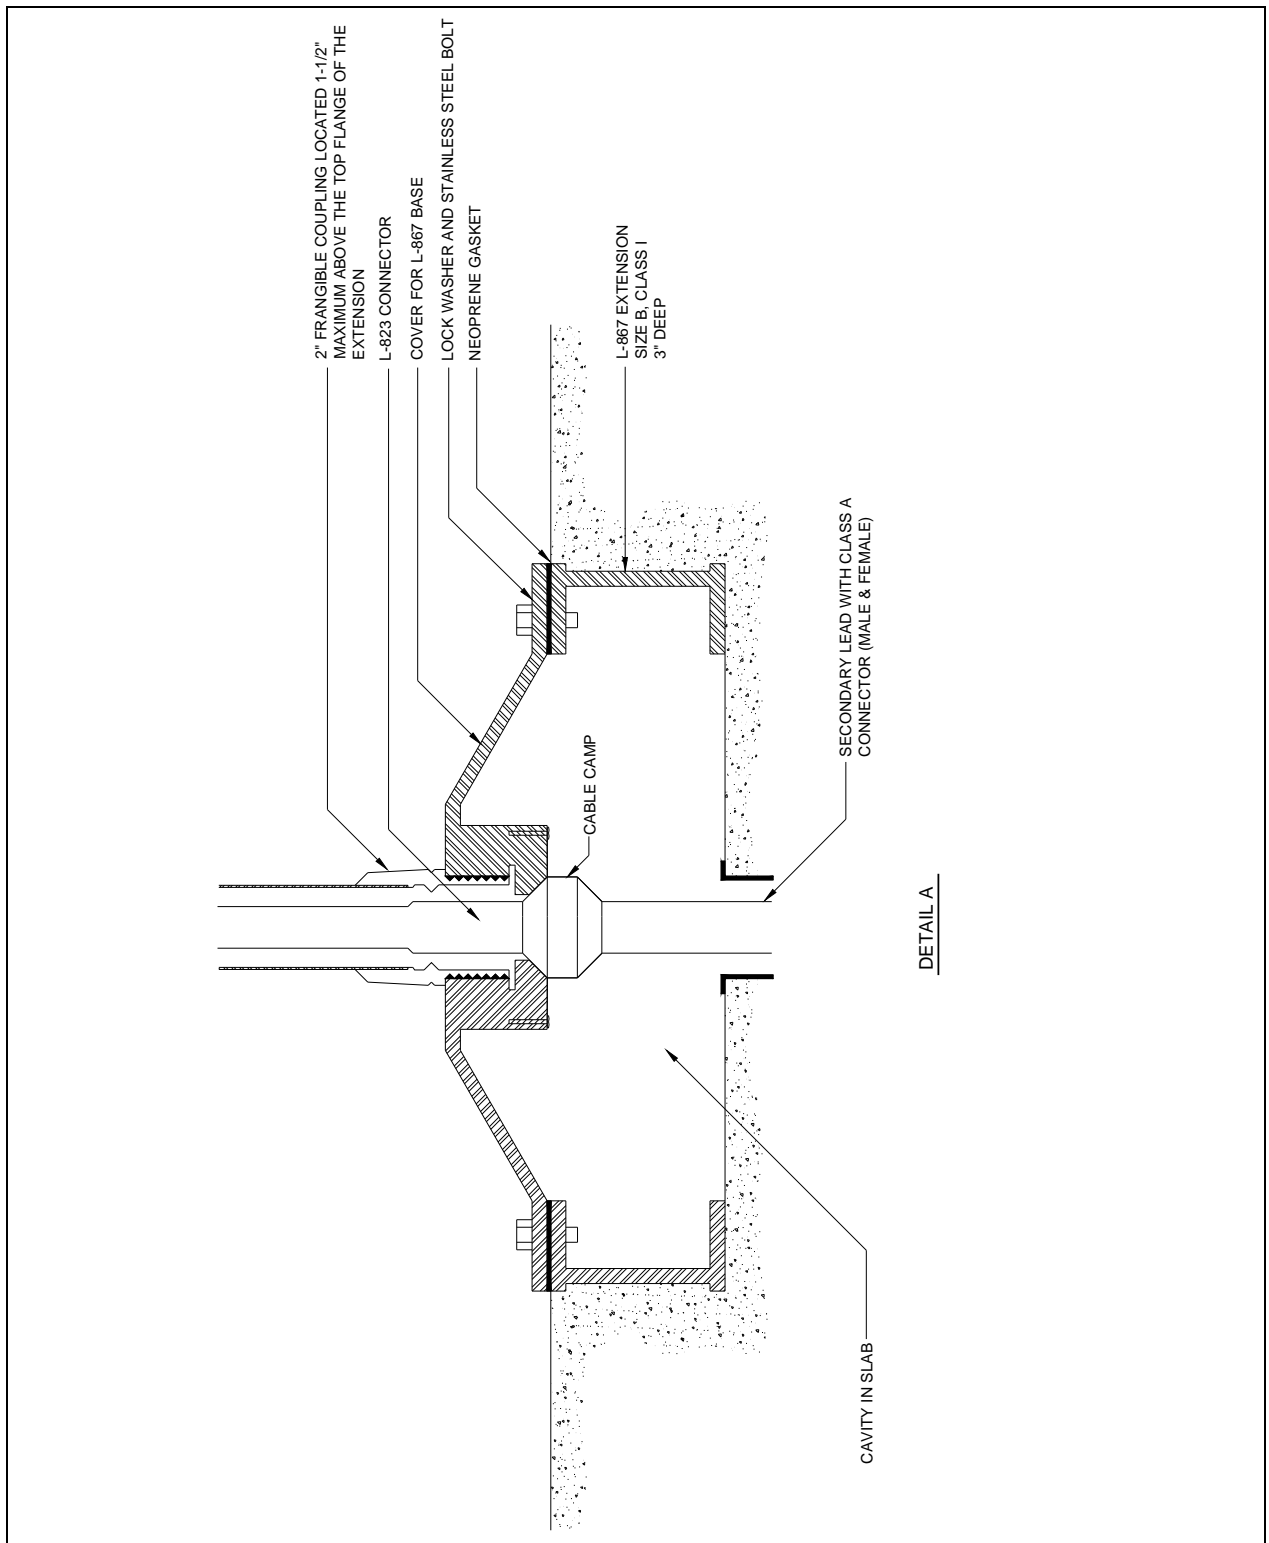 2" FRANGIBLE COUPLING LOCATED 1-1/2"
MAXIMUM ABOVE THE TOP FLANGE OF THE
EXTENSION
L-823 CONNECTOR
COVER FOR L-867 BASE
LOCK WASHER AND STAINLESS STEEL BOLT
NEOPRENE GASKET
L-867 EXTENSION
SIZE B, CLASS I
3" DEEP
CABLE CAMP
SECONDARY LEAD WITH CLASS A
CONNECTOR (MALE & FEMALE)
CAVITY IN SLAB
DETAIL A